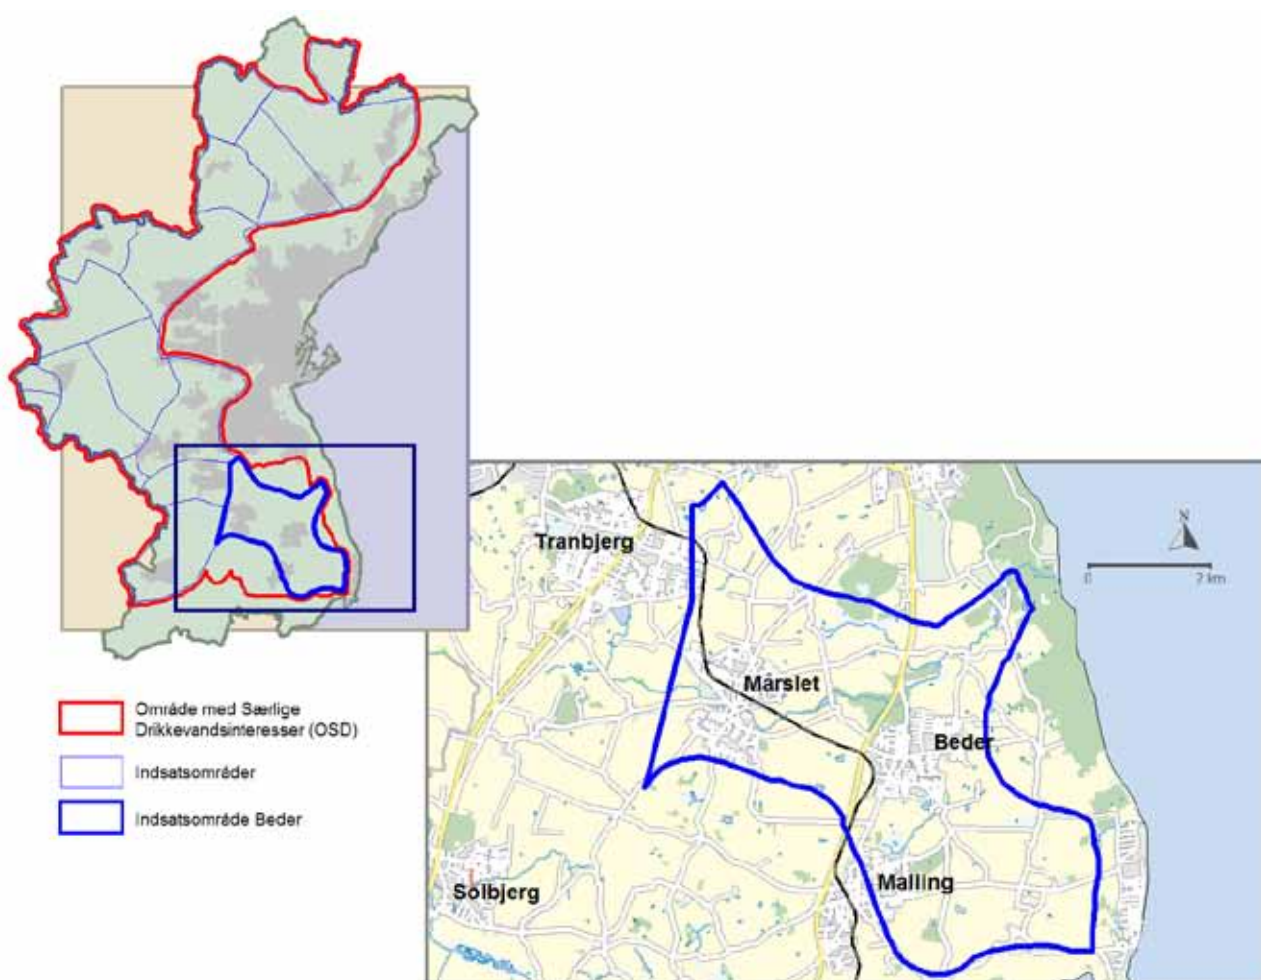 Område med Særlige
Drikkevandsinteresser (OSD)
Indsatsområder
Indsatsområde Beder
Tranbjerg
Mårslet
Beder
Malling
Solbjerg
N
0 2 km